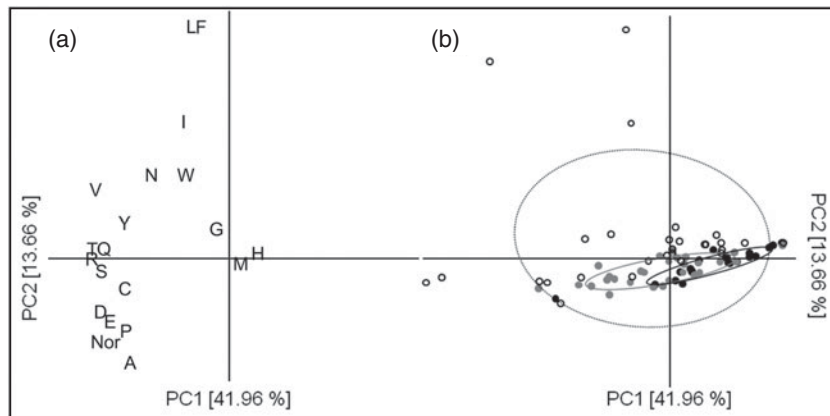 (a)
LF
I
N W
V
Y
G
TQ
H
R
M
S
C
D
E
P
Nor
A
PC2 [13.66 %]
PC1 [41.96 %]
(b)
PC2 [13.66 %]
PC1 [41.96 %]